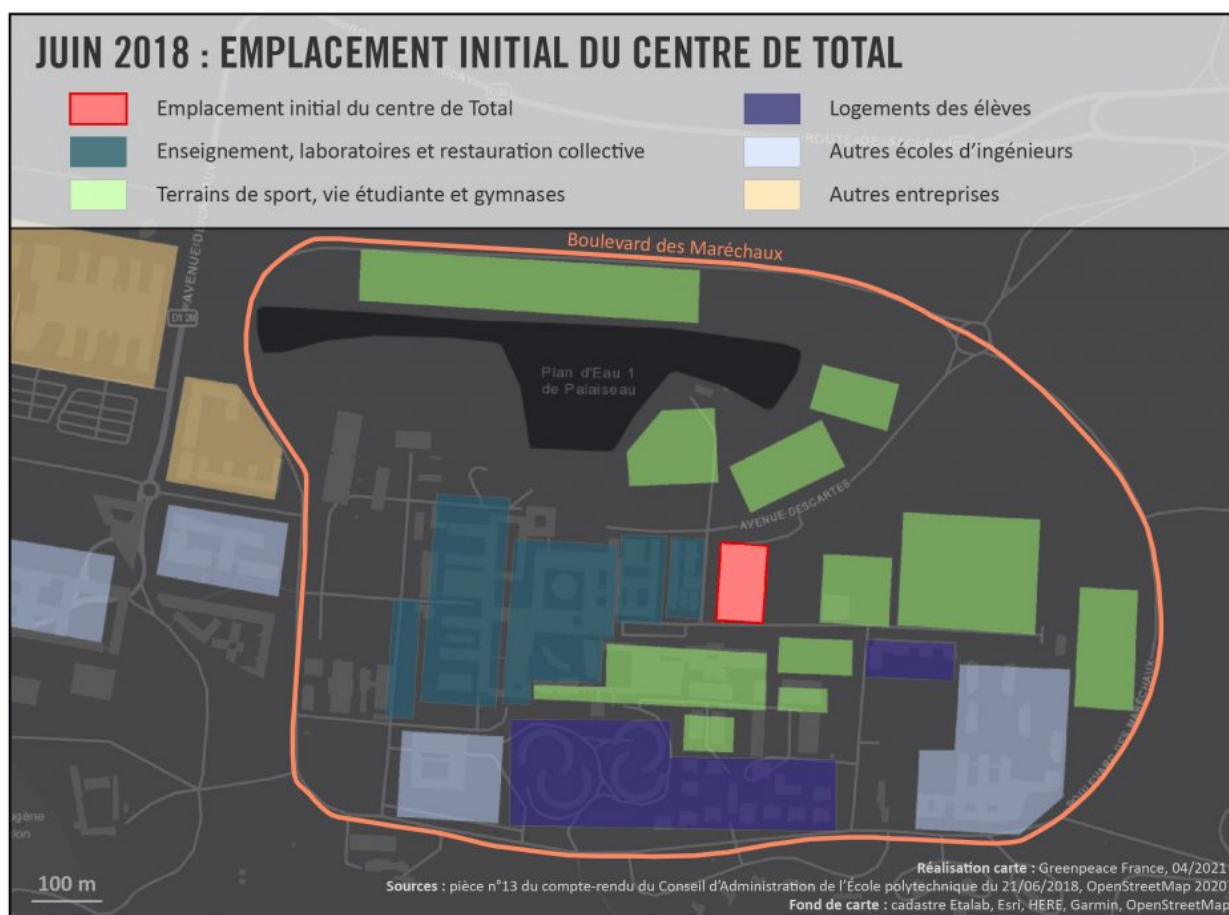 JUIN 2018 : EMPLACEMENT INITIAL DU CENTRE DE TOTAL
Emplacement initial du centre de Total
Enseignement, laboratoires et restauration collective
Terrains de sport, vie étudiante et gymnases
Logements des élèves
Autres écoles d'ingénieurs
Autres entreprises
Boulevard des Maréchaux
D128
AVENUE DE
Plan d'Eau 1
de Palaiseau
AVENUE DESCARTES
BOULEVARD DES MARÉCHAUX
100 m
Réalisation carte : Greenpeace France, 04/2021
Sources : pièce n°13 du compte-rendu du Conseil d'Administration de l'École polytechnique du 21/06/2018, OpenStreetMap 2020
Fond de carte : cadastre Etalab, Esri, HERE, Garmin, OpenStreetMap